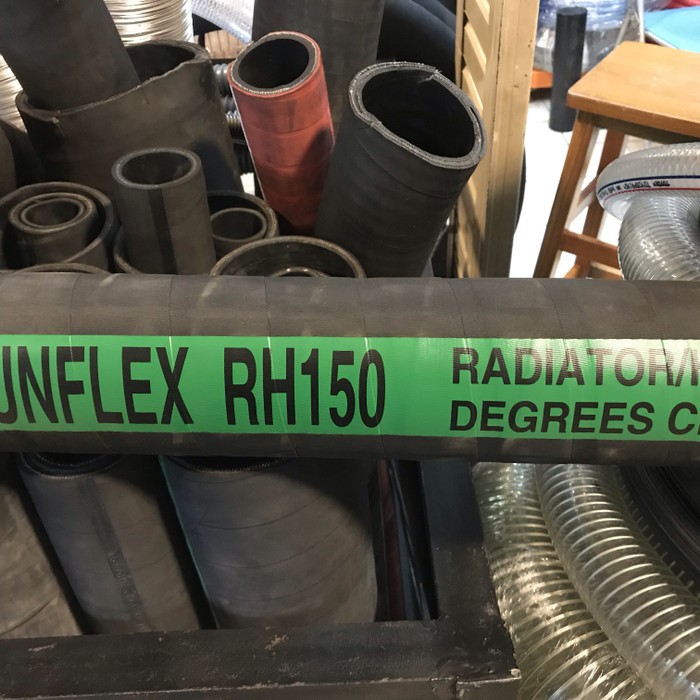 UNFLEX RH150
RADIATOR/
DEGREES C